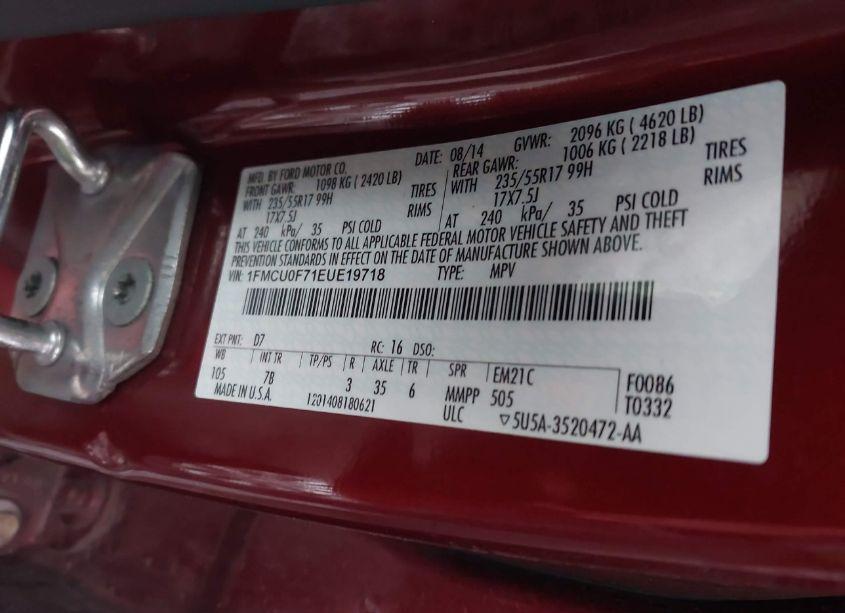 MFD. BY FORD MOTOR CO. DATE: 08/14 GVWR: 2096 KG ( 4620 LB)
FRONT GAWR: 1098 KG ( 2420 LB) REAR GAWR: 1006 KG ( 2218 LB)
WITH 235/55R17 99H TIRES WITH 235/55R17 99H TIRES
17X7.5J RIMS 17X7.5J RIMS
AT 240 kPa/ 35 PSI COLD AT 240 kPa/ 35 PSI COLD
THIS VEHICLE CONFORMS TO ALL APPLICABLE FEDERAL MOTOR VEHICLE SAFETY AND THEFT
PREVENTION STANDARDS IN EFFECT ON THE DATE OF MANUFACTURE SHOWN ABOVE.
VIN: 1FMCU0F71EUE19718 TYPE: MPV
EXT PNT: D7 RC: 16 DSO:
WB INT TR TP/PS R AXLE TR SPR EM21C F0086
105 7B 3 35 6 MMPP 505 T0332
MADE IN U.S.A. 1201408180621 ULC ▽5U5A-3520472-AA